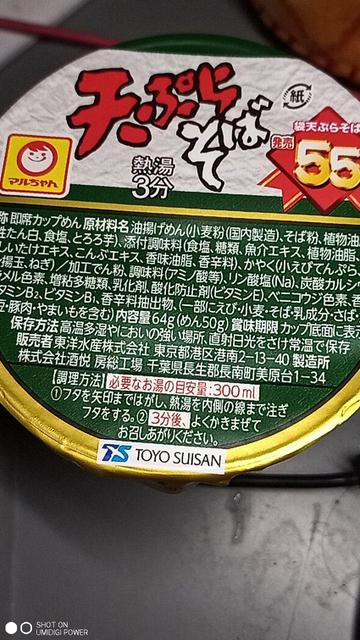 天ぷらそば
紙
熱湯
3分
マルちゃん
袋天ぷらそば
発売
55
称 即席カップめん 原材料名 油揚げめん(小麦粉(国内製造)、そば粉、植物油
性たん白、食塩、とろろ芋)、添付調味料(食塩、糖類、魚介エキス、植物油脂、
しいたけエキス、こんぶエキス、香味油脂、香辛料)、かやく(小えびてんぷら
揚玉、ねぎ)／加工でん粉、調味料(アミノ酸等)、リン酸塩(Na)、炭酸カルシ
メル色素、増粘多糖類、乳化剤、酸化防止剤(ビタミンE)、ベニコウジ色素、
タミンB₂、ビタミンB₁、香辛料抽出物、(一部にえび・小麦・そば・乳成分・さば・
豆・豚肉・やまいもを含む) 内容量 64g (めん50g) 賞味期限 カップ底面に表
保存方法 高温多湿やにおいの強い場所、直射日光をさけ常温で保存
販売者 東洋水産株式会社 東京都港区港南2-13-40 製造所
株式会社酒悦 房総工場 千葉県長生郡長南町美原台1-34
【調理方法】必要なお湯の目安量:300ml
①フタを矢印まではがし、熱湯を内側の線まで注ぎ
フタをする。②3分後、よくかきまぜて
お召しあがりください。
TS TOYO SUISAN
SHOT ON
UMIDIGI POWER